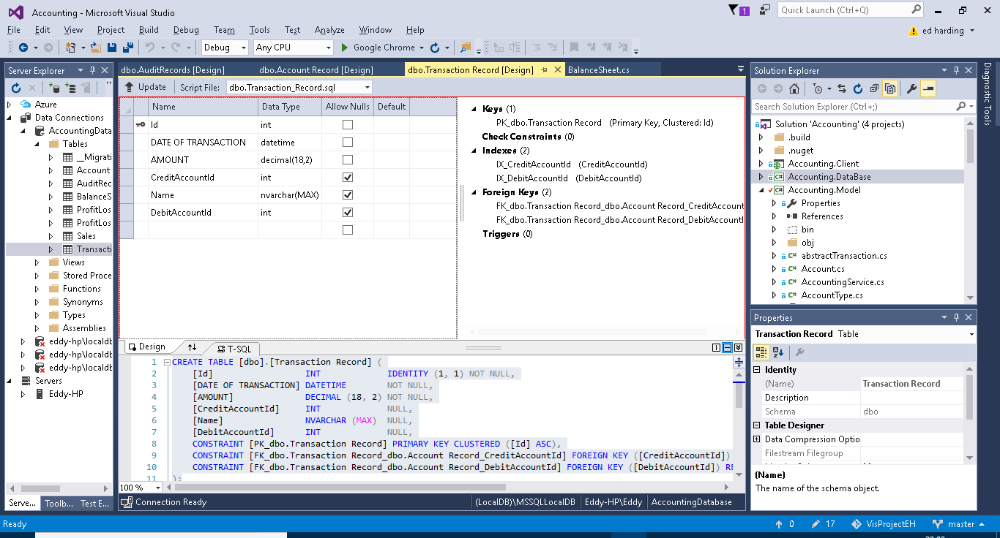 Accounting - Microsoft Visual Studio
1
Quick Launch (Ctrl+Q)
File Edit View Project Build Debug Team Tools Test Analyze Window Help
ed harding
Debug Any CPU Google Chrome
Server Explorer
Azure
Data Connections
AccountingData
Tables
__Migrati
Account
AuditRec
BalanceS
ProfitLos
ProfitLos
Sales
Transacti
Views
Stored Proce
Functions
Synonyms
Types
Assemblies
eddy-hp\localdb
eddy-hp\localdb
eddy-hp\localdb
Servers
Eddy-HP
Serve... Toolb... Test E...
dbo.AuditRecords [Design] dbo.Account Record [Design] dbo.Transaction Record [Design] BalanceSheet.cs
Update Script File: dbo.Transaction_Record.sql
Name Data Type Allow Nulls Default
Id int
DATE OF TRANSACTION datetime
AMOUNT decimal(18,2)
CreditAccountId int
Name nvarchar(MAX)
DebitAccountId int
Keys (1)
PK_dbo.Transaction Record (Primary Key, Clustered: Id)
Check Constraints (0)
Indexes (2)
IX_CreditAccountId (CreditAccountId)
IX_DebitAccountId (DebitAccountId)
Foreign Keys (2)
FK_dbo.Transaction Record_dbo.Account Record_CreditAccount
FK_dbo.Transaction Record_dbo.Account Record_DebitAccountI
Triggers (0)
Design T-SQL
1 CREATE TABLE [dbo].[Transaction Record] (
2 [Id] INT IDENTITY (1, 1) NOT NULL,
3 [DATE OF TRANSACTION] DATETIME NOT NULL,
4 [AMOUNT] DECIMAL (18, 2) NOT NULL,
5 [CreditAccountId] INT NULL,
6 [Name] NVARCHAR (MAX) NULL,
7 [DebitAccountId] INT NULL,
8 CONSTRAINT [PK_dbo.Transaction Record] PRIMARY KEY CLUSTERED ([Id] ASC),
9 CONSTRAINT [FK_dbo.Transaction Record_dbo.Account Record_CreditAccountId] FOREIGN KEY ([CreditAccountId])
10 CONSTRAINT [FK_dbo.Transaction Record_dbo.Account Record_DebitAccountId] FOREIGN KEY ([DebitAccountId]) RE
11 );
100 %
Connection Ready (LocalDB)\MSSQLLocalDB Eddy-HP\Eddy AccountingDatabase
Solution Explorer
Search Solution Explorer (Ctrl+;)
Solution 'Accounting' (4 projects)
.build
.nuget
Accounting.Client
Accounting.DataBase
Accounting.Model
Properties
References
bin
obj
abstractTransaction.cs
Account.cs
AccountingService.cs
AccountType.cs
Properties
Transaction Record Table
Identity
(Name) Transaction Record
Description
Schema dbo
Table Designer
Data Compression Optio
Filestream Filegroup
(Name)
The name of the schema object.
Diagnostic Tools
Ready 0 17 VisProjectEH master